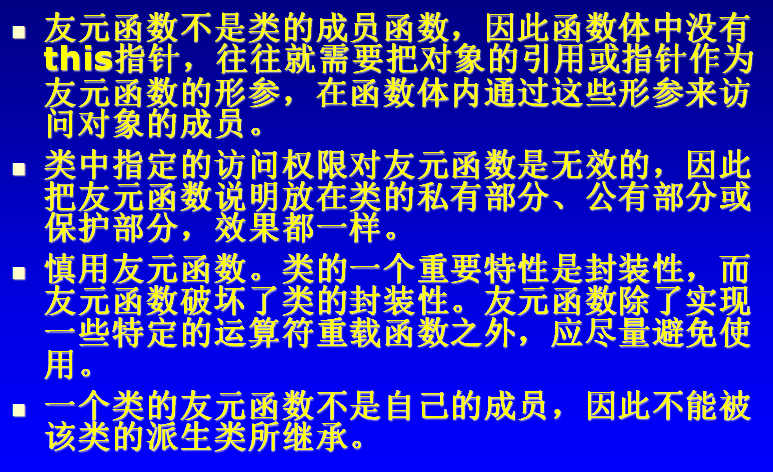 友元函数不是类的成员函数，因此函数体中没有
this指针，往往就需要把对象的引用或指针作为
友元函数的形参，在函数体内通过这些形参来访
问对象的成员。
类中指定的访问权限对友元函数是无效的，因此
把友元函数说明放在类的私有部分、公有部分或
保护部分，效果都一样。
慎用友元函数。类的一个重要特性是封装性，而
友元函数破坏了类的封装性。友元函数除了实现
一些特定的运算符重载函数之外，应尽量避免使
用。
一个类的友元函数不是自己的成员，因此不能被
该类的派生类所继承。